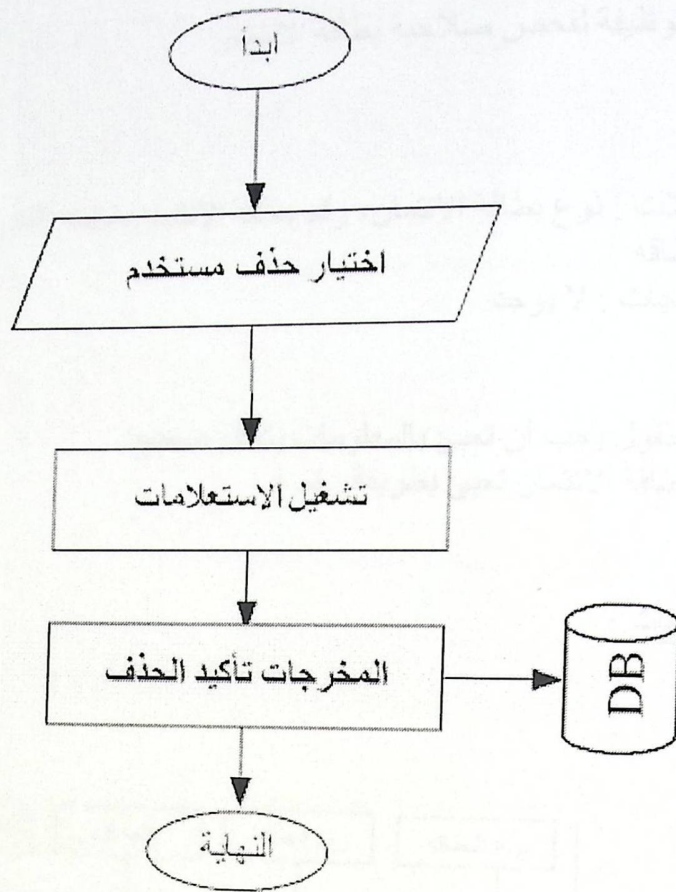 ابدأ
اختيار حذف مستخدم
تشغيل الاستعلامات
المخرجات تأكيد الحذف
DB
النهاية